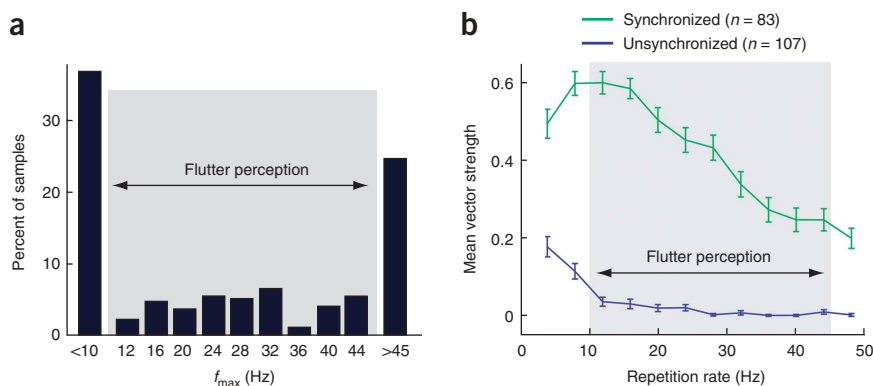 a
Percent of samples
30
20
10
0
Flutter perception
<10 12 16 20 24 28 32 36 40 44 >45
fmax (Hz)
b
Synchronized (n = 83)
Unsynchronized (n = 107)
Mean vector strength
0.6
0.4
0.2
0
Flutter perception
0 10 20 30 40 50
Repetition rate (Hz)